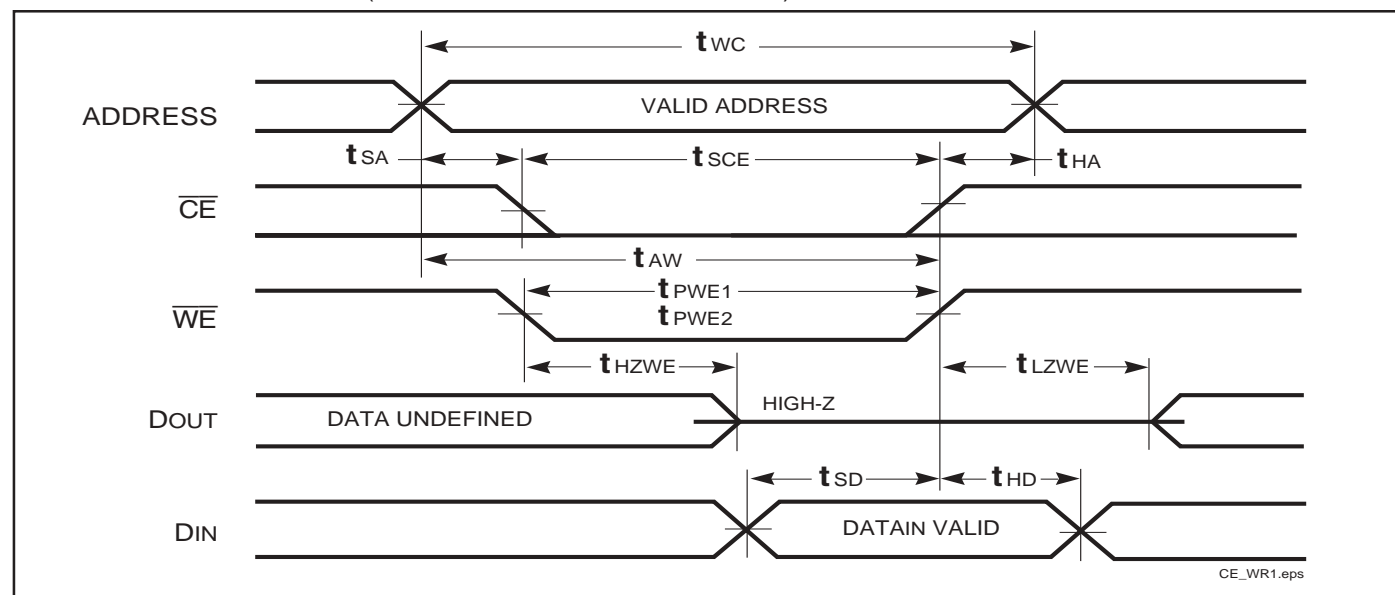 tWC
ADDRESS
VALID ADDRESS
tSA
tSCE
tHA
CE
tAW
tPWE1
WE
tPWE2
tHZWE
tLZWE
DOUT
DATA UNDEFINED
HIGH-Z
tSD
tHD
DIN
DATAIN VALID
CE_WR1.eps